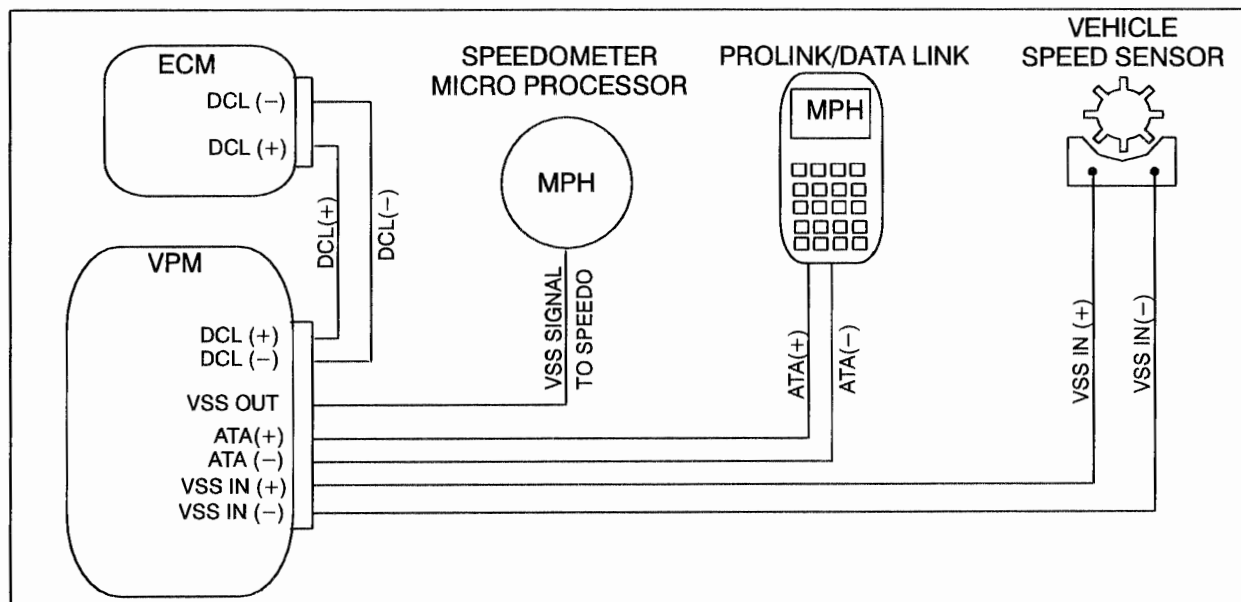 ECM
DCL (−)
DCL (+)
DCL(+)
DCL(−)
SPEEDOMETER
MICRO PROCESSOR
MPH
VSS SIGNAL
TO SPEEDO
PROLINK/DATA LINK
MPH
ATA(+)
ATA(−)
VEHICLE
SPEED SENSOR
VSS IN (+)
VSS IN(−)
VPM
DCL (+)
DCL (−)
VSS OUT
ATA(+)
ATA (−)
VSS IN (+)
VSS IN (−)